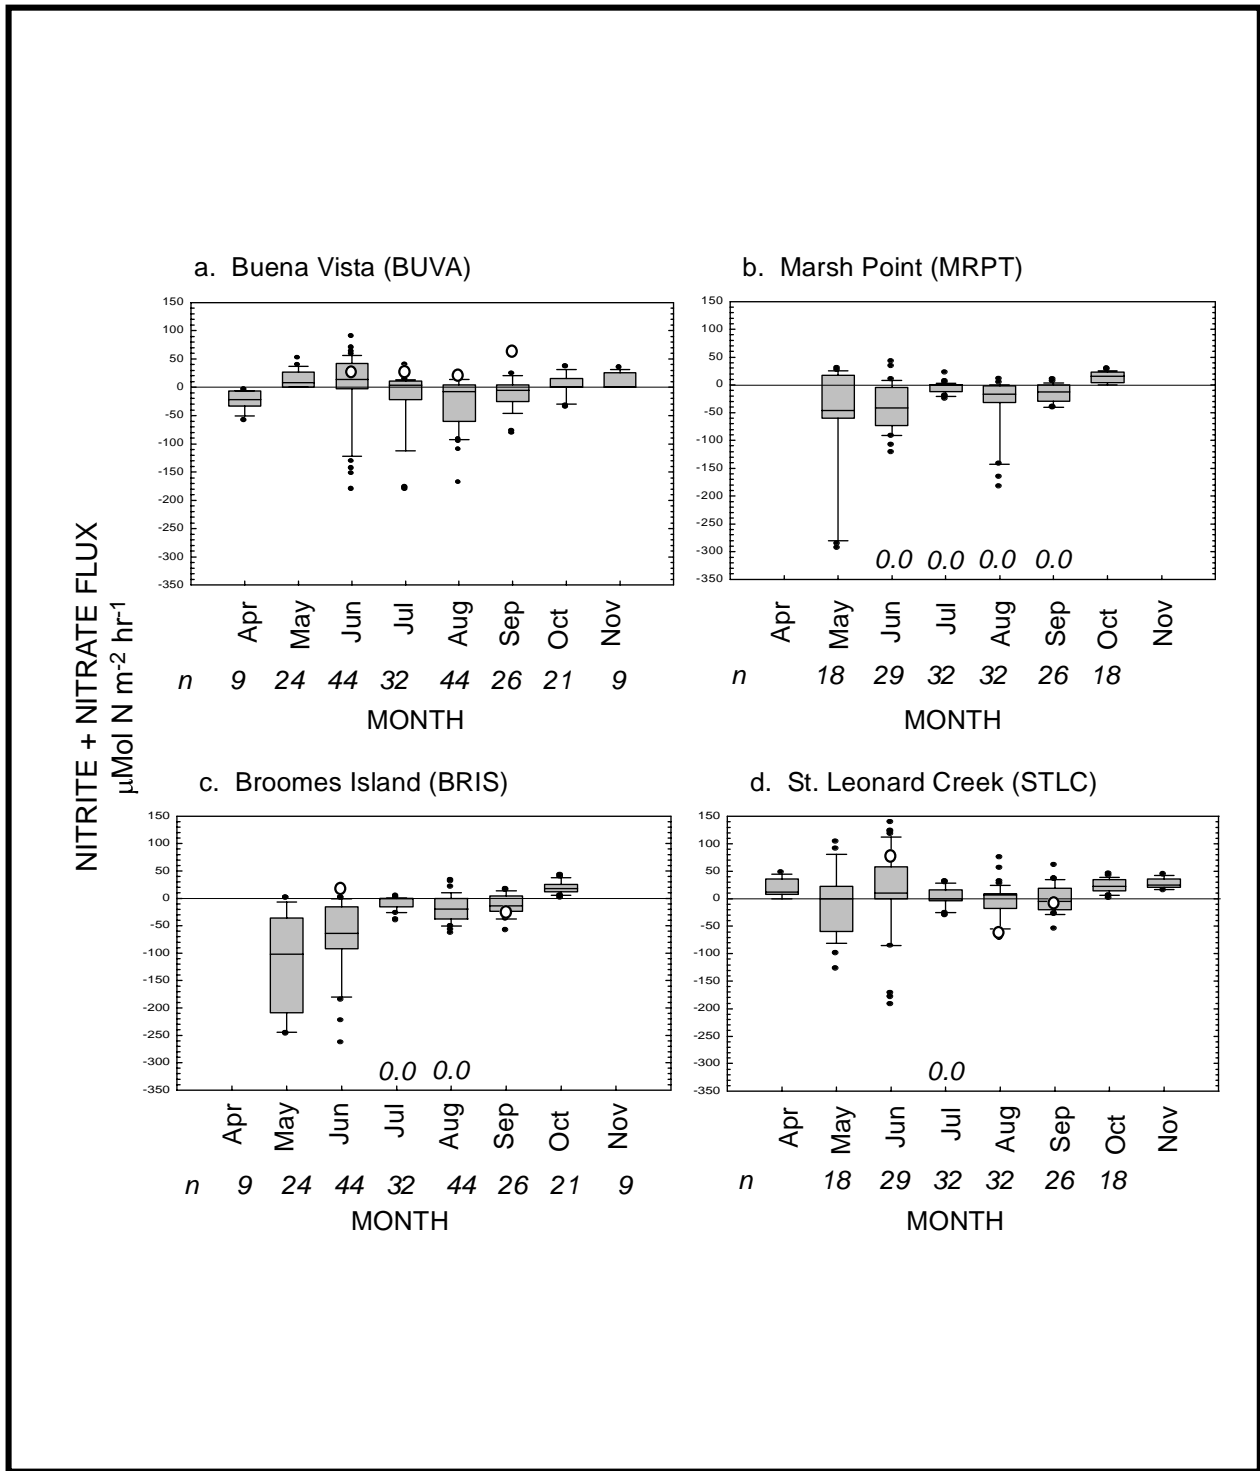 NITRITE + NITRATE FLUX
µMol N m-2 hr-1
a. Buena Vista (BUVA)
150
100
50
0
-50
-100
-150
-200
-250
-300
-350
Apr May Jun Jul Aug Sep Oct Nov
n 9 24 44 32 44 26 21 9
MONTH
b. Marsh Point (MRPT)
150
100
50
0
-50
-100
-150
-200
-250
-300
-350
0.0 0.0 0.0 0.0
Apr May Jun Jul Aug Sep Oct Nov
n 18 29 32 32 26 18
MONTH
c. Broomes Island (BRIS)
150
100
50
0
-50
-100
-150
-200
-250
-300
-350
0.0 0.0
Apr May Jun Jul Aug Sep Oct Nov
n 9 24 44 32 44 26 21 9
MONTH
d. St. Leonard Creek (STLC)
150
100
50
0
-50
-100
-150
-200
-250
-300
-350
0.0
Apr May Jun Jul Aug Sep Oct Nov
n 18 29 32 32 26 18
MONTH